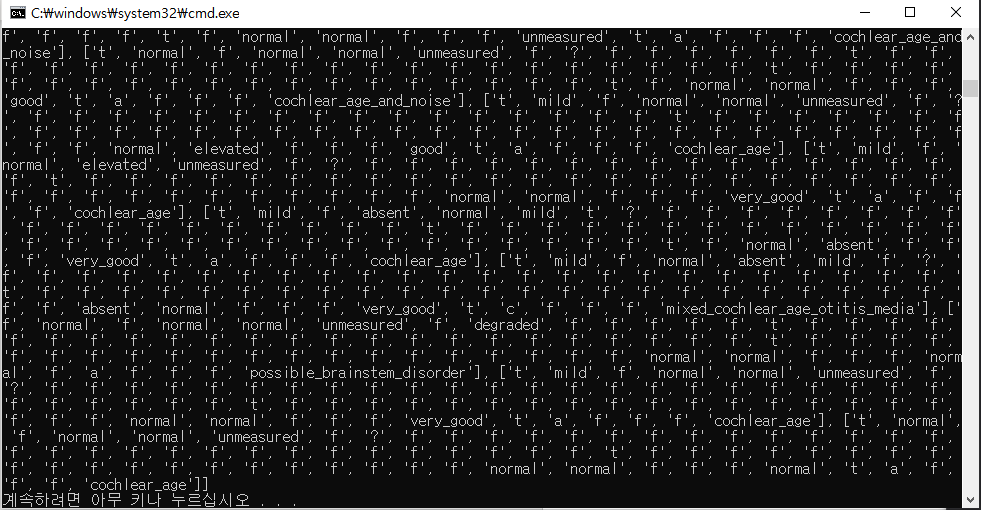 f', 'f', 'f', 'f', 't', 'f', 'normal', 'normal', 'f', 'f', 'f', 'unmeasured', 't', 'a', 'f', 'f', 'f', 'cochlear_age_and
_noise'], ['t', 'normal', 'f', 'normal', 'normal', 'unmeasured', 'f', '?', 'f', 'f', 'f', 'f', 'f', 'f', 'f', 't', 'f',
'f', 'f', 'f', 'f', 'f', 'f', 'f', 'f', 'f', 'f', 'f', 'f', 'f', 'f', 'f', 'f', 'f', 'f', 'f', 't', 'f', 'f', 'f', 'f',
'f', 'f', 'f', 'f', 'f', 'f', 'f', 'f', 'f', 'f', 'f', 'f', 'f', 'f', 'f', 't', 'f', 'normal', 'normal', 'f', 'f', 'f',
'good', 't', 'a', 'f', 'f', 'f', 'cochlear_age_and_noise'], ['t', 'mild', 'f', 'normal', 'normal', 'unmeasured', 'f', '?
', 'f', 'f', 'f', 'f', 'f', 'f', 'f', 'f', 'f', 'f', 'f', 'f', 'f', 'f', 'f', 'f', 't', 'f', 'f', 'f', 'f', 'f', 'f', 'f
', 'f', 'f', 'f', 'f', 'f', 'f', 'f', 'f', 'f', 'f', 'f', 'f', 'f', 'f', 'f', 'f', 'f', 'f', 'f', 'f', 'f', 'f', 'f', 'f
', 'f', 'f', 'normal', 'elevated', 'f', 'f', 'f', 'good', 't', 'a', 'f', 'f', 'f', 'cochlear_age'], ['t', 'mild', 'f', '
normal', 'elevated', 'unmeasured', 'f', '?', 'f', 'f', 'f', 'f', 'f', 'f', 'f', 'f', 'f', 'f', 'f', 'f', 'f', 'f', 'f',
'f', 't', 'f', 'f', 'f', 'f', 'f', 'f', 'f', 'f', 'f', 'f', 'f', 'f', 'f', 'f', 'f', 'f', 'f', 'f', 'f', 'f', 'f', 'f',
'f', 'f', 'f', 'f', 'f', 'f', 'f', 'f', 'f', 'f', 'f', 'normal', 'normal', 'f', 'f', 'f', 'very_good', 't', 'a', 'f', 'f
', 'f', 'cochlear_age'], ['t', 'mild', 'f', 'absent', 'normal', 'mild', 't', '?', 'f', 'f', 'f', 'f', 'f', 'f', 'f', 'f'
, 'f', 'f', 'f', 'f', 'f', 'f', 'f', 'f', 'f', 'f', 't', 'f', 'f', 'f', 'f', 'f', 'f', 'f', 'f', 'f', 'f', 'f', 'f', 'f'
, 'f', 'f', 'f', 'f', 'f', 'f', 'f', 'f', 'f', 'f', 'f', 'f', 'f', 'f', 'f', 'f', 't', 'f', 'normal', 'absent', 'f', 'f'
, 'f', 'very_good', 't', 'a', 'f', 'f', 'f', 'cochlear_age'], ['t', 'mild', 'f', 'normal', 'absent', 'mild', 'f', '?', '
f', 'f', 'f', 'f', 'f', 'f', 'f', 'f', 'f', 'f', 'f', 'f', 'f', 'f', 'f', 'f', 'f', 'f', 'f', 'f', 'f', 'f', 'f', 'f', '
t', 'f', 'f', 'f', 'f', 'f', 'f', 'f', 'f', 'f', 'f', 'f', 'f', 'f', 'f', 'f', 'f', 'f', 'f', 'f', 'f', 'f', 'f', 'f', '
f', 'f', 'absent', 'normal', 'f', 'f', 'f', 'very_good', 't', 'c', 'f', 'f', 'f', 'mixed_cochlear_age_otitis_media'], ['
f', 'normal', 'f', 'normal', 'normal', 'unmeasured', 'f', 'degraded', 'f', 'f', 'f', 'f', 'f', 't', 'f', 'f', 'f', 'f',
'f', 'f', 'f', 'f', 'f', 'f', 'f', 'f', 'f', 'f', 'f', 'f', 'f', 'f', 'f', 'f', 'f', 'f', 'f', 't', 'f', 'f', 'f', 'f',
'f', 'f', 'f', 'f', 'f', 'f', 'f', 'f', 'f', 'f', 'f', 'f', 'f', 'f', 'f', 'f', 'normal', 'normal', 'f', 'f', 'f', 'norm
al', 'f', 'a', 'f', 'f', 'f', 'possible_brainstem_disorder'], ['t', 'mild', 'f', 'normal', 'normal', 'unmeasured', 'f',
'?', 'f', 'f', 'f', 'f', 'f', 'f', 'f', 'f', 'f', 'f', 'f', 'f', 'f', 'f', 'f', 'f', 'f', 'f', 'f', 'f', 'f', 'f', 'f',
'f', 'f', 'f', 'f', 'f', 'f', 't', 'f', 'f', 'f', 'f', 'f', 'f', 'f', 'f', 'f', 'f', 'f', 'f', 'f', 'f', 'f', 'f', 'f',
'f', 'f', 'f', 'normal', 'normal', 'f', 'f', 'f', 'very_good', 't', 'a', 'f', 'f', 'f', 'cochlear_age'], ['t', 'normal',
 'f', 'normal', 'normal', 'unmeasured', 'f', '?', 'f', 'f', 'f', 'f', 'f', 'f', 'f', 'f', 'f', 'f', 'f', 'f', 'f', 'f',
'f', 'f', 'f', 'f', 'f', 'f', 'f', 'f', 'f', 'f', 'f', 'f', 'f', 'f', 'f', 'f', 'f', 'f', 'f', 'f', 'f', 'f', 'f', 'f',
'f', 'f', 'f', 'f', 'f', 'f', 'f', 'f', 'f', 'f', 'f', 'f', 'normal', 'normal', 'f', 'f', 'f', 'normal', 't', 'a', 'f',
'f', 'f', 'cochlear_age']]
계속하려면 아무 키나 누르십시오 . . .
C:\windows\system32\cmd.exe